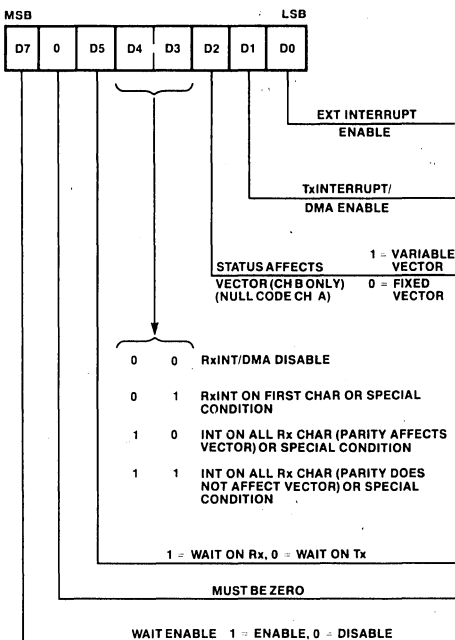 MSB LSB
D7 0 D5 D4 D3 D2 D1 D0
EXT INTERRUPT
ENABLE
TxINTERRUPT/
DMA ENABLE
STATUS AFFECTS
VECTOR (CH B ONLY)
(NULL CODE CH A)
1 = VARIABLE
VECTOR
0 = FIXED
VECTOR
0 0 RxINT/DMA DISABLE
0 1 RxINT ON FIRST CHAR OR SPECIAL
CONDITION
1 0 INT ON ALL Rx CHAR (PARITY AFFECTS
VECTOR) OR SPECIAL CONDITION
1 1 INT ON ALL Rx CHAR (PARITY DOES
NOT AFFECT VECTOR) OR SPECIAL
CONDITION
1 = WAIT ON Rx, 0 = WAIT ON Tx
MUST BE ZERO
WAIT ENABLE 1 = ENABLE, 0 = DISABLE